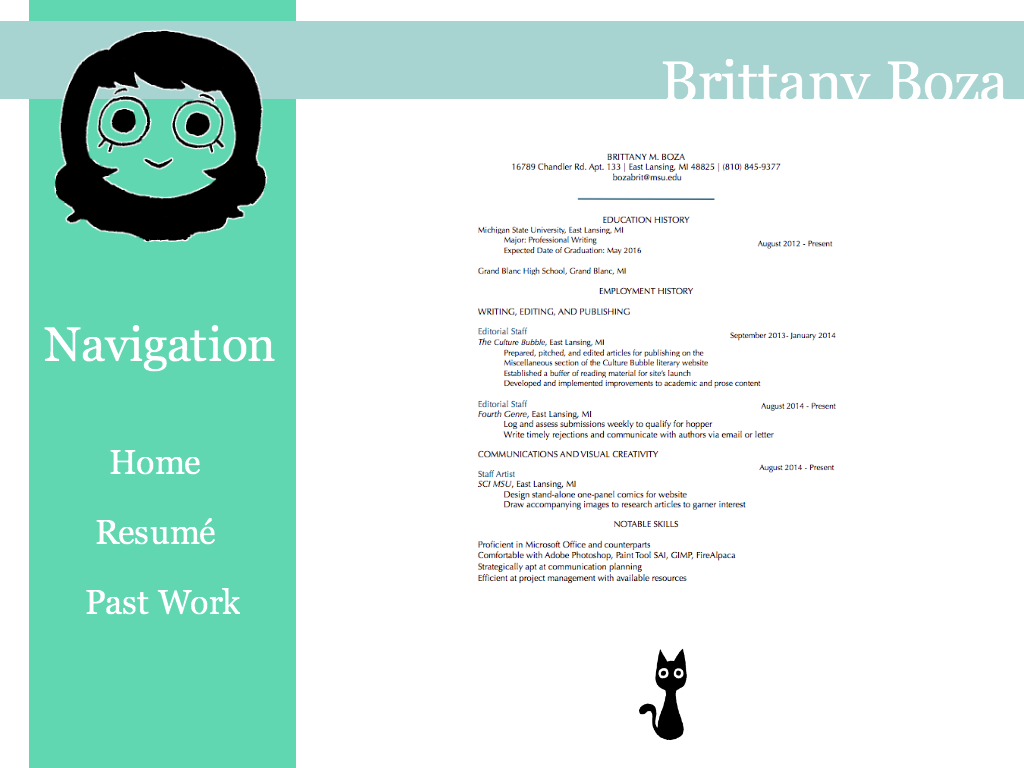 Brittany Boza
Navigation
Home
Resumé
Past Work
BRITTANY M. BOZA
16789 Chandler Rd. Apt. 133 | East Lansing, MI 48825 | (810) 845-9377
bozabrit@msu.edu
EDUCATION HISTORY
Michigan State University, East Lansing, MI
Major: Professional Writing
August 2012 - Present
Expected Date of Graduation: May 2016
Grand Blanc High School, Grand Blanc, MI
EMPLOYMENT HISTORY
WRITING, EDITING, AND PUBLISHING
Editorial Staff
September 2013- January 2014
The Culture Bubble, East Lansing, MI
Prepared, pitched, and edited articles for publishing on the
Miscellaneous section of the Culture Bubble literary website
Established a buffer of reading material for site's launch
Developed and implemented improvements to academic and prose content
Editorial Staff
August 2014 - Present
Fourth Genre, East Lansing, MI
Log and assess submissions weekly to qualify for hopper
Write timely rejections and communicate with authors via email or letter
COMMUNICATIONS AND VISUAL CREATIVITY
August 2014 - Present
Staff Artist
SCI MSU, East Lansing, MI
Design stand-alone one-panel comics for website
Draw accompanying images to research articles to garner interest
NOTABLE SKILLS
Proficient in Microsoft Office and counterparts
Comfortable with Adobe Photoshop, Paint Tool SAI, GIMP, FireAlpaca
Strategically apt at communication planning
Efficient at project management with available resources